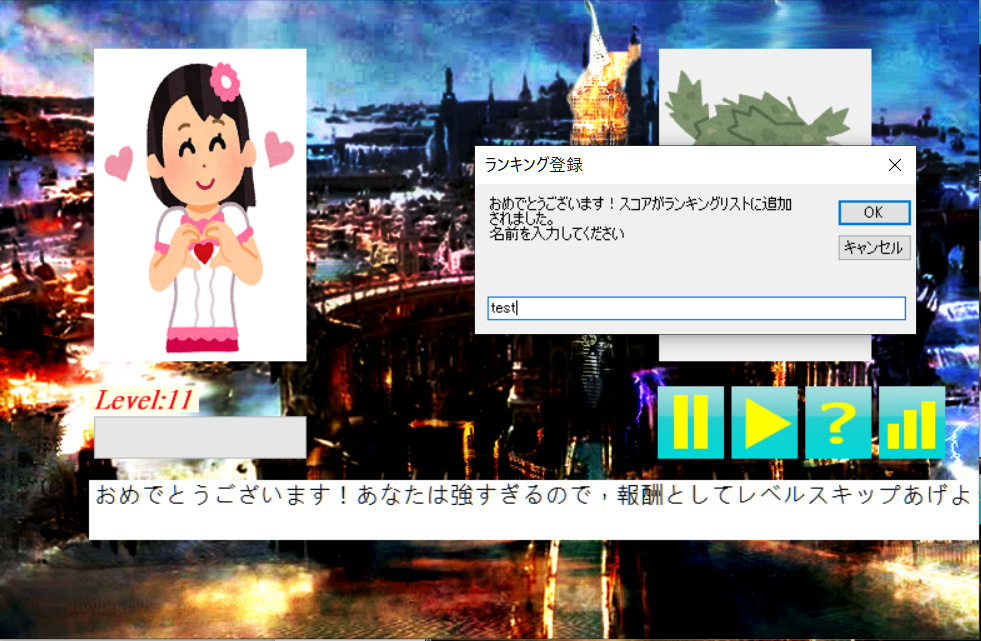 ランキング登録
おめでとうございます！スコアがランキングリストに追加
されました。
名前を入力してください
OK
キャンセル
test
Level:11
?
おめでとうございます！あなたは強すぎるので，報酬としてレベルスキップあげよ